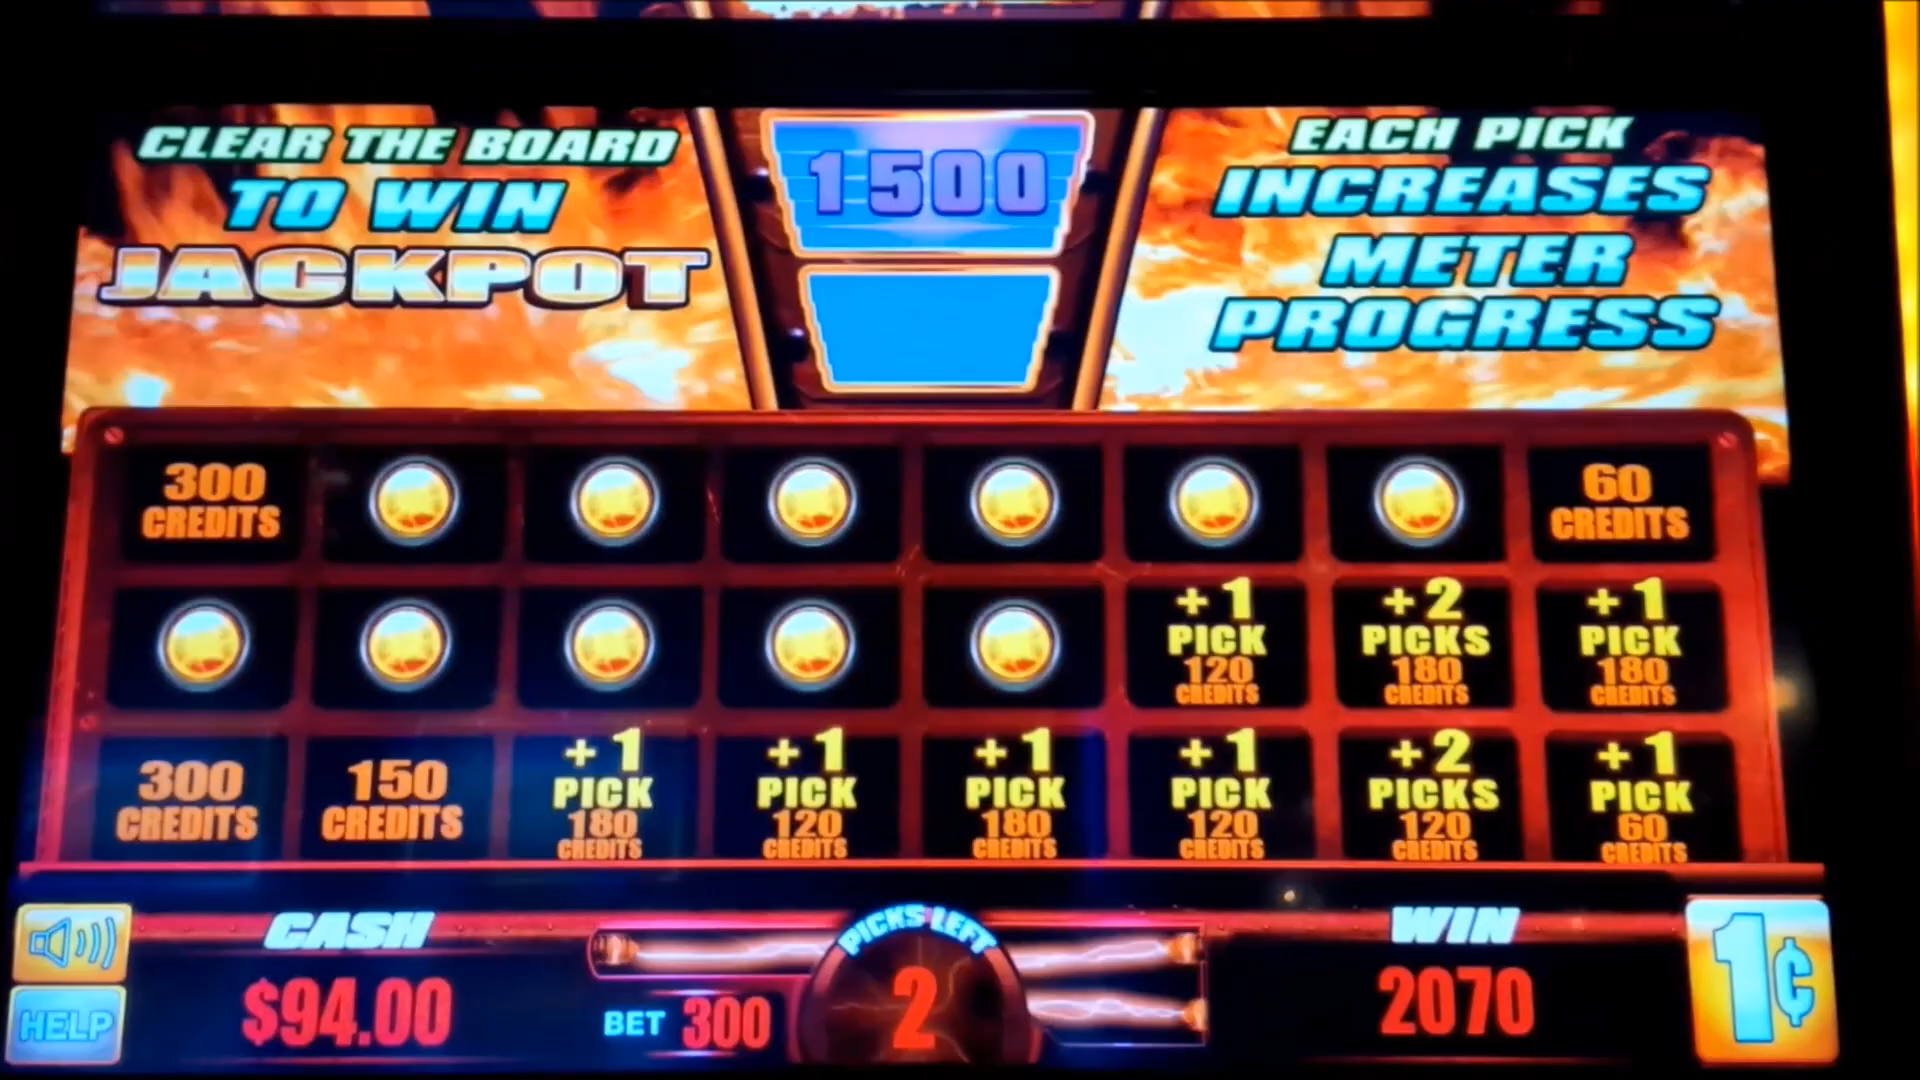 CLEAR THE BOARD
TO WIN
JACKPOT
1500
EACH PICK
INCREASES
METER
PROGRESS
300
CREDITS
60
CREDITS
+1
PICK
120
CREDITS
+2
PICKS
180
CREDITS
+1
PICK
180
CREDITS
300
CREDITS
150
CREDITS
+1
PICK
180
CREDITS
+1
PICK
120
CREDITS
+1
PICK
180
CREDITS
+1
PICK
120
CREDITS
+2
PICKS
120
CREDITS
+1
PICK
60
CREDITS
CASH
$94.00
HELP
BET 300
PICKS LEFT
2
WIN
2070
1¢